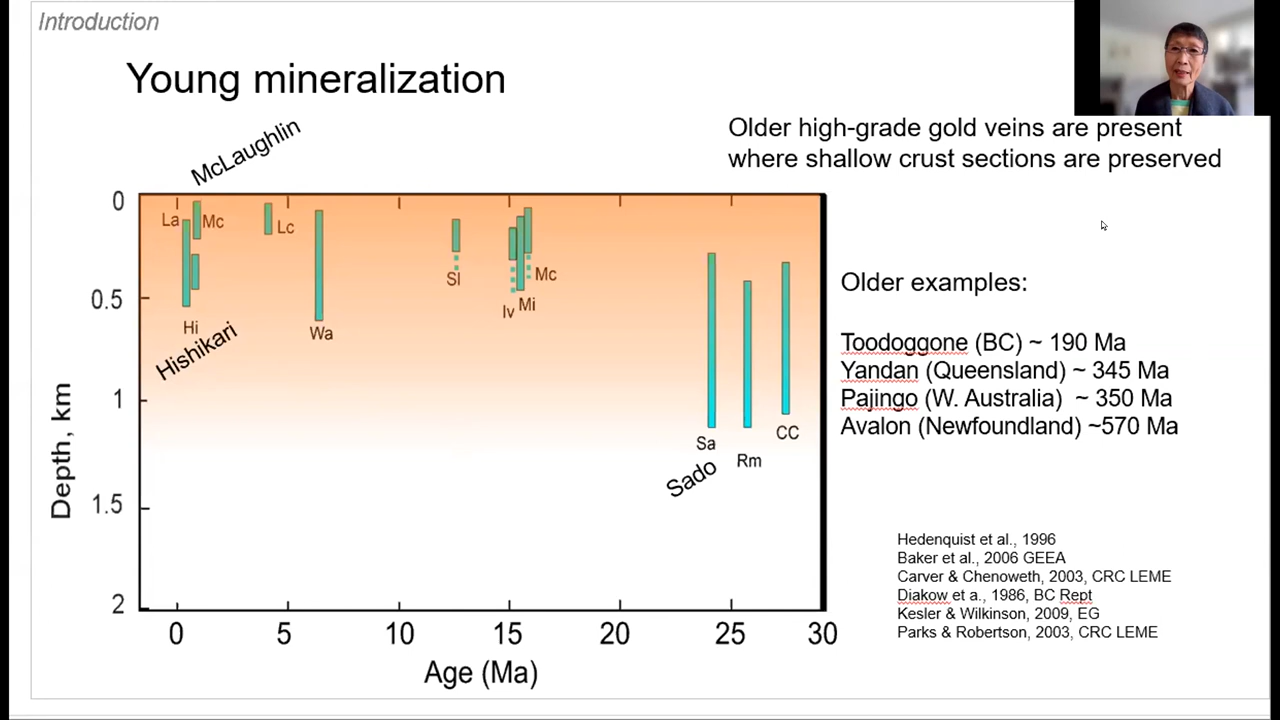 Introduction
Young mineralization
Older high-grade gold veins are present
where shallow crust sections are preserved
McLaughlin
0
0.5
1
1.5
2
Depth, km
La
Mc
Lc
Hi
Hishikari
Wa
Sl
Iv
Mi
Mc
Sa
Sado
Rm
CC
0
5
10
15
20
25
30
Age (Ma)
Older examples:
Toodoggone (BC) ~ 190 Ma
Yandan (Queensland) ~ 345 Ma
Pajingo (W. Australia) ~ 350 Ma
Avalon (Newfoundland) ~570 Ma
Hedenquist et al., 1996
Baker et al., 2006 GEEA
Carver & Chenoweth, 2003, CRC LEME
Diakow et a., 1986, BC Rept
Kesler & Wilkinson, 2009, EG
Parks & Robertson, 2003, CRC LEME